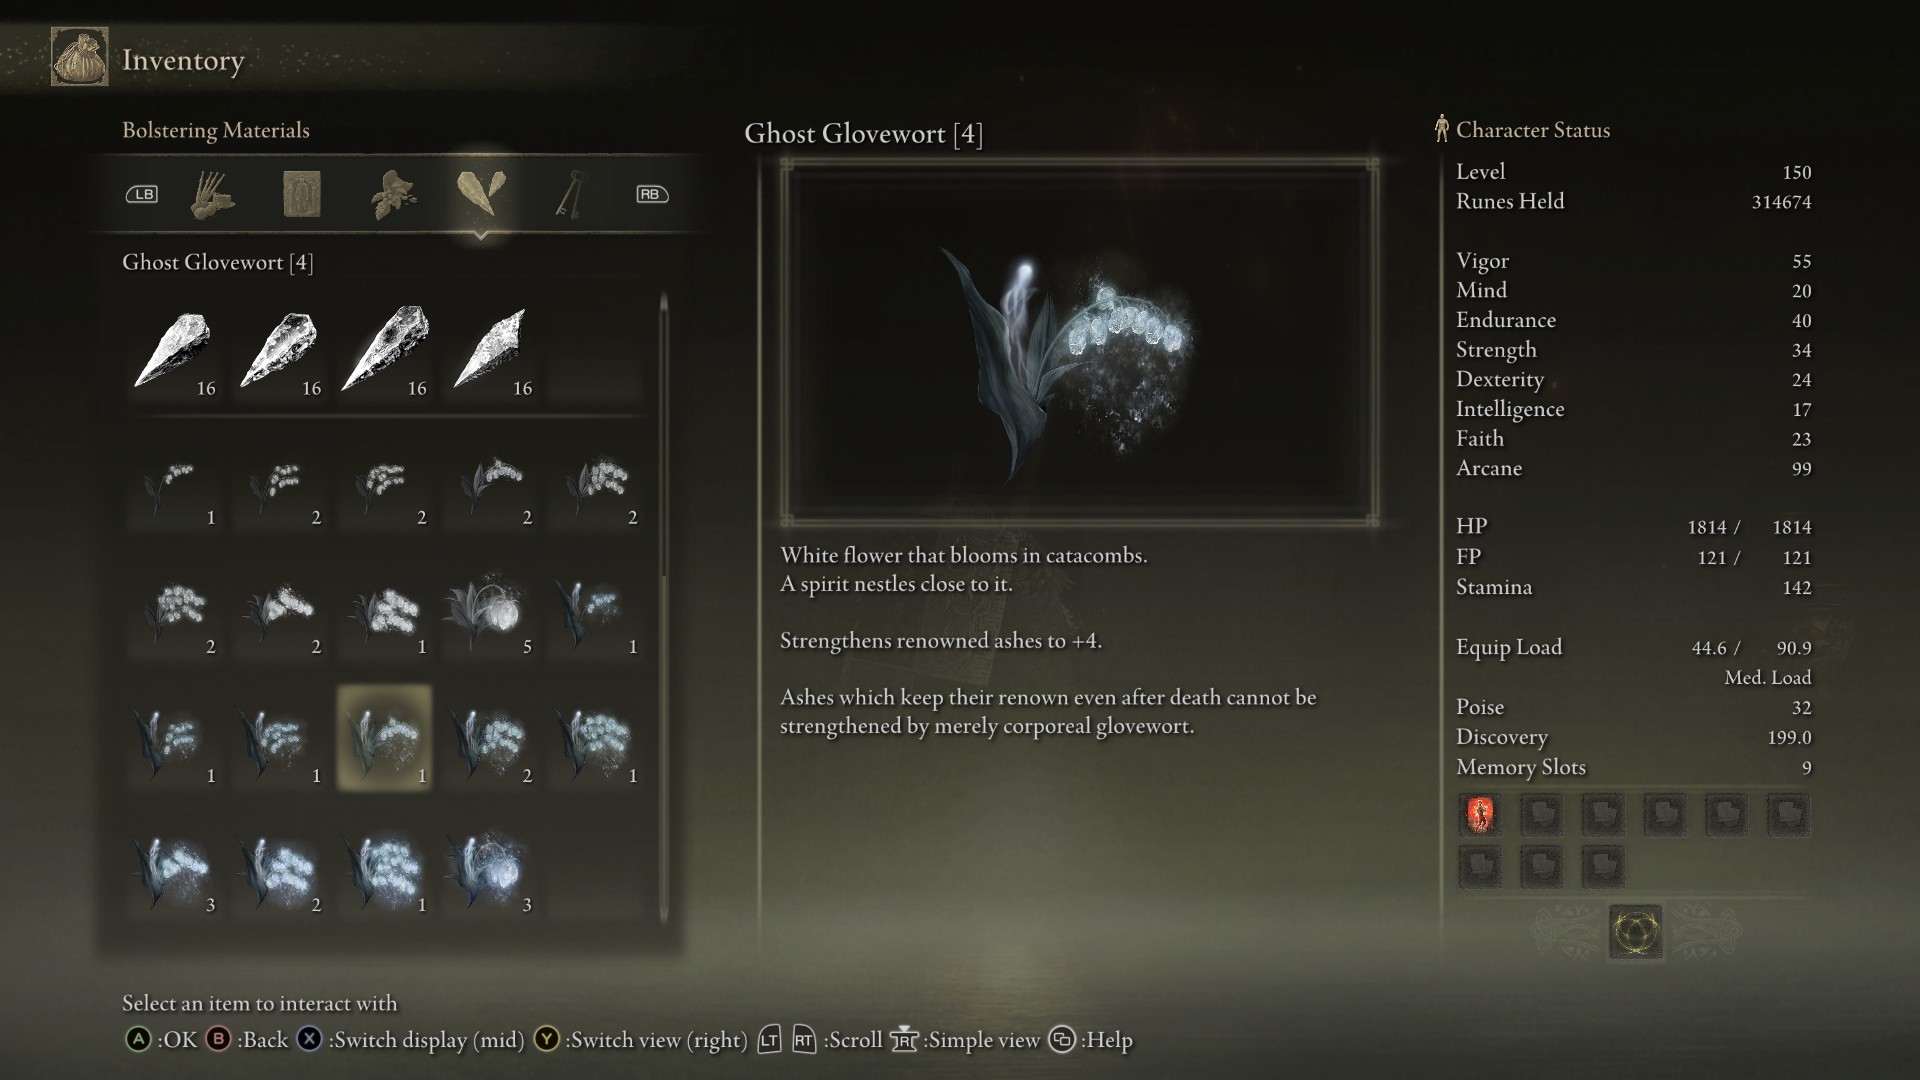 Inventory
Bolstering Materials
LB
RB
Ghost Glovewort [4]
16 16 16 16
1 2 2 2 2
2 2 1 5 1
1 1 1 2 1
3 2 1 3
Ghost Glovewort [4]
White flower that blooms in catacombs.
A spirit nestles close to it.
Strengthens renowned ashes to +4.
Ashes which keep their renown even after death cannot be
strengthened by merely corporeal glovewort.
Character Status
Level 150
Runes Held 314674
Vigor 55
Mind 20
Endurance 40
Strength 34
Dexterity 24
Intelligence 17
Faith 23
Arcane 99
HP 1814 / 1814
FP 121 / 121
Stamina 142
Equip Load 44.6 / 90.9
Med. Load
Poise 32
Discovery 199.0
Memory Slots 9
Select an item to interact with
A :OK B :Back X :Switch display (mid) Y :Switch view (right) LT RT :Scroll R :Simple view :Help